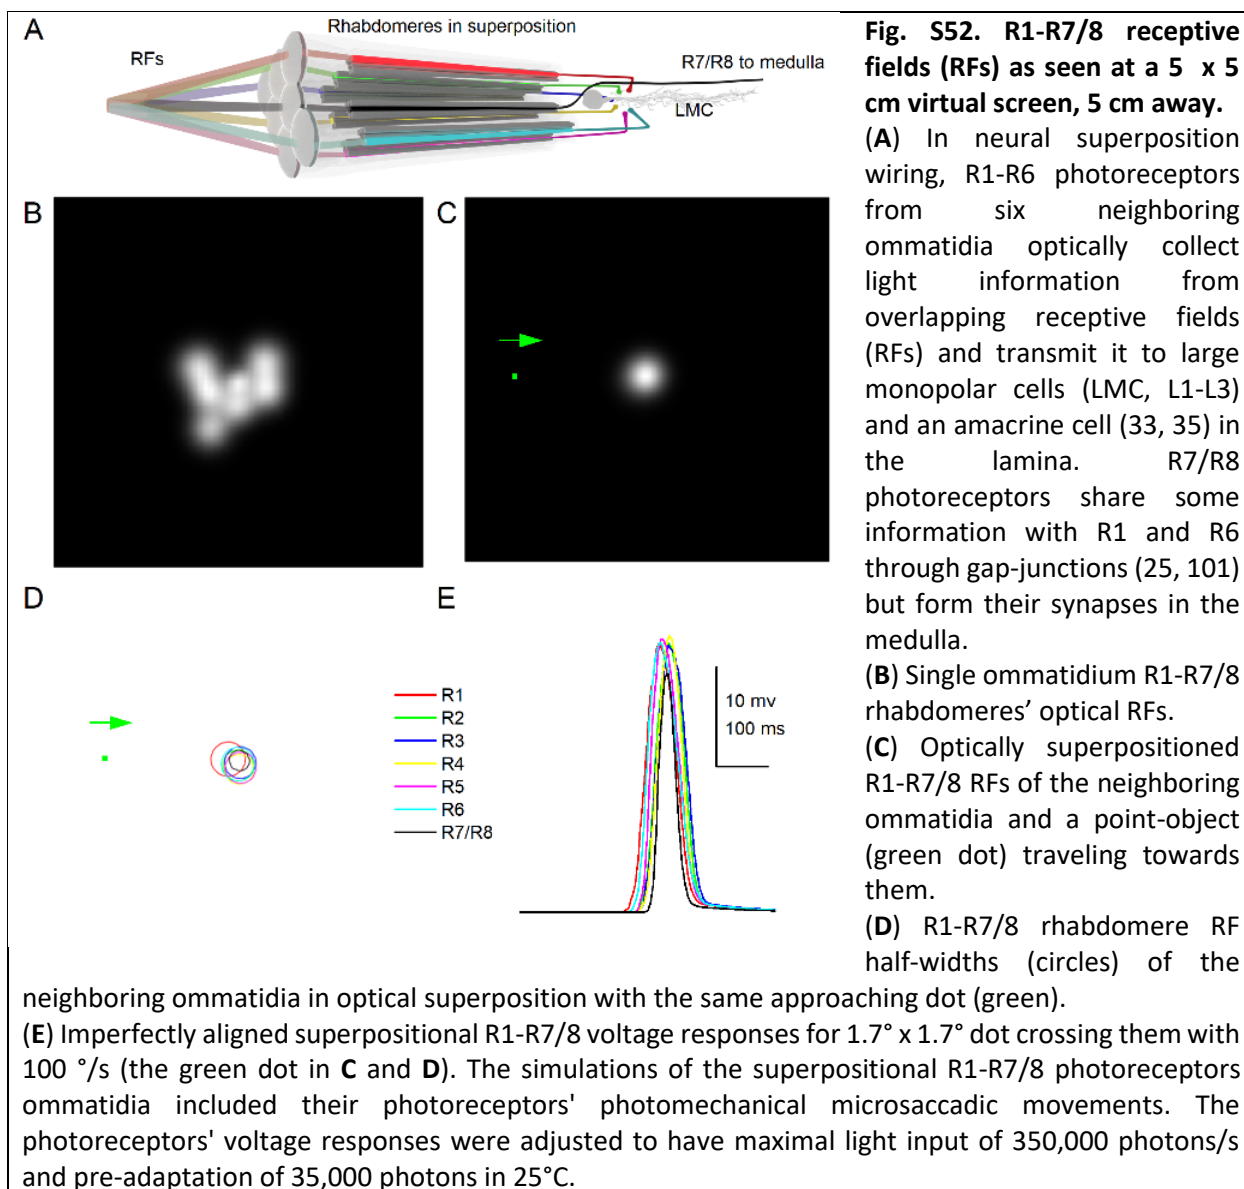 A
Rhabdomeres in superposition
RFs
R7/R8 to medulla
LMC
B
C
D
E
R1
R2
R3
R4
R5
R6
R7/R8
10 mv
100 ms
Fig. S52. R1-R7/8 receptive
fields (RFs) as seen at a 5 x 5
cm virtual screen, 5 cm away.
(A) In neural superposition
wiring, R1-R6 photoreceptors
from six neighboring
ommatidia optically collect
light information from
overlapping receptive fields
(RFs) and transmit it to large
monopolar cells (LMC, L1-L3)
and an amacrine cell (33, 35) in
the lamina. R7/R8
photoreceptors share some
information with R1 and R6
through gap-junctions (25, 101)
but form their synapses in the
medulla.
(B) Single ommatidium R1-R7/8
rhabdomeres’ optical RFs.
(C) Optically superpositioned
R1-R7/8 RFs of the neighboring
ommatidia and a point-object
(green dot) traveling towards
them.
(D) R1-R7/8 rhabdomere RF
half-widths (circles) of the
neighboring ommatidia in optical superposition with the same approaching dot (green).
(E) Imperfectly aligned superpositional R1-R7/8 voltage responses for 1.7° x 1.7° dot crossing them with
100 °/s (the green dot in C and D). The simulations of the superpositional R1-R7/8 photoreceptors
ommatidia included their photoreceptors' photomechanical microsaccadic movements. The
photoreceptors' voltage responses were adjusted to have maximal light input of 350,000 photons/s
and pre-adaptation of 35,000 photons in 25°C.